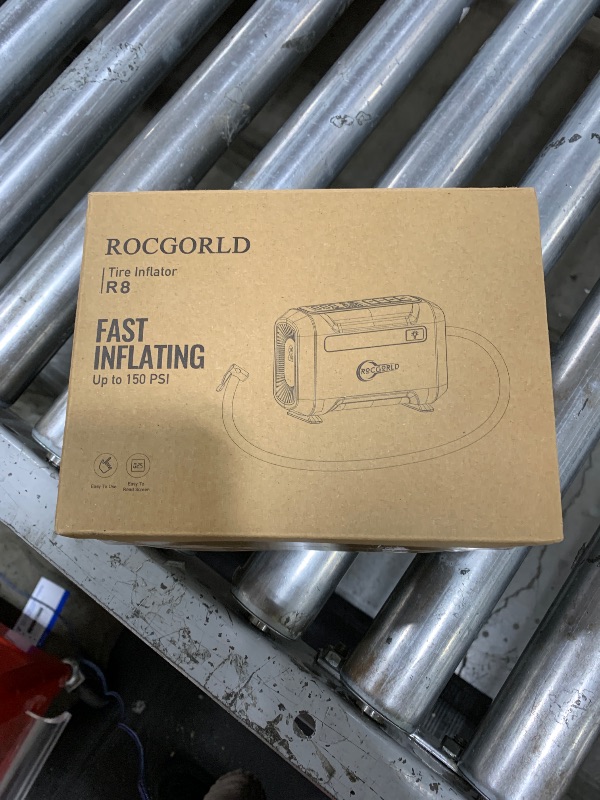 ROCGORLD
Tire Inflator
R8
FAST
INFLATING
Up to 150 PSI
ROCGORLD
Easy To Use
Easy To
Read Screen